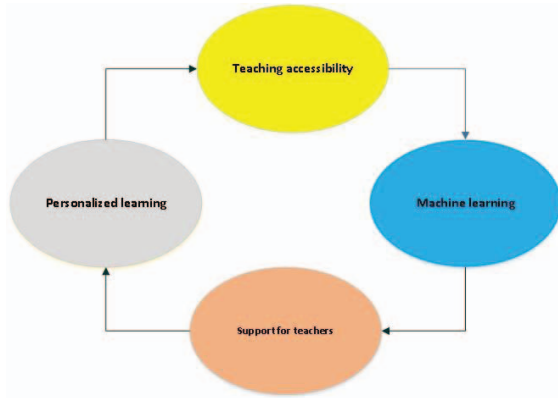 Teaching accessibility
Personalized learning
Machine learning
Support for teachers